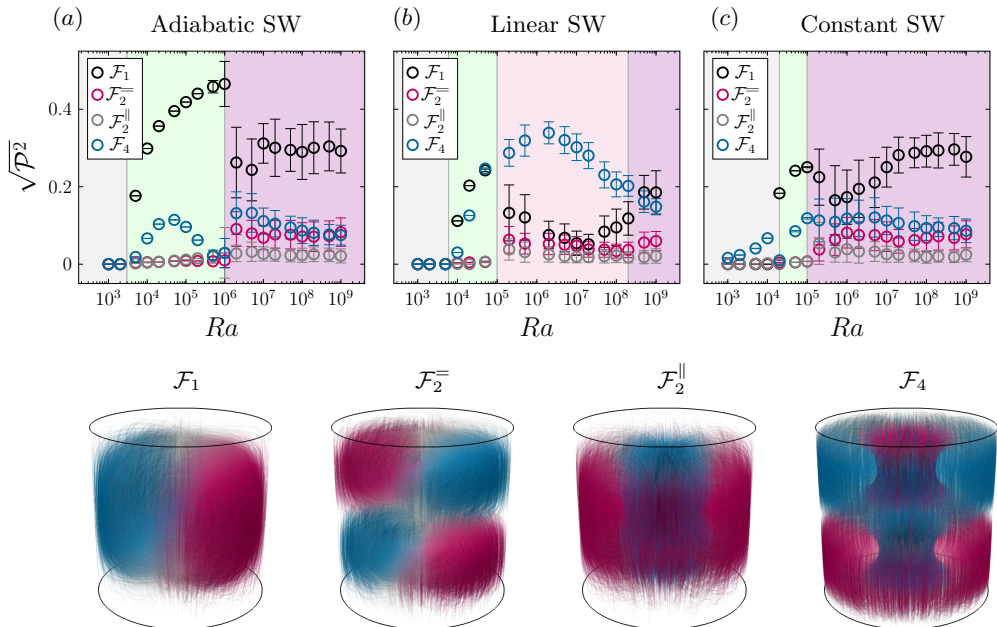 (a) Adiabatic SW
(b) Linear SW
(c) Constant SW
√P²
0.4
0.2
0
F₁
F₂⁼
F₂‖
F₄
10³ 10⁴ 10⁵ 10⁶ 10⁷ 10⁸ 10⁹
Ra
F₁
F₂⁼
F₂‖
F₄
10³ 10⁴ 10⁵ 10⁶ 10⁷ 10⁸ 10⁹
Ra
F₁
F₂⁼
F₂‖
F₄
10³ 10⁴ 10⁵ 10⁶ 10⁷ 10⁸ 10⁹
Ra
F₁ F₂⁼ F₂‖ F₄